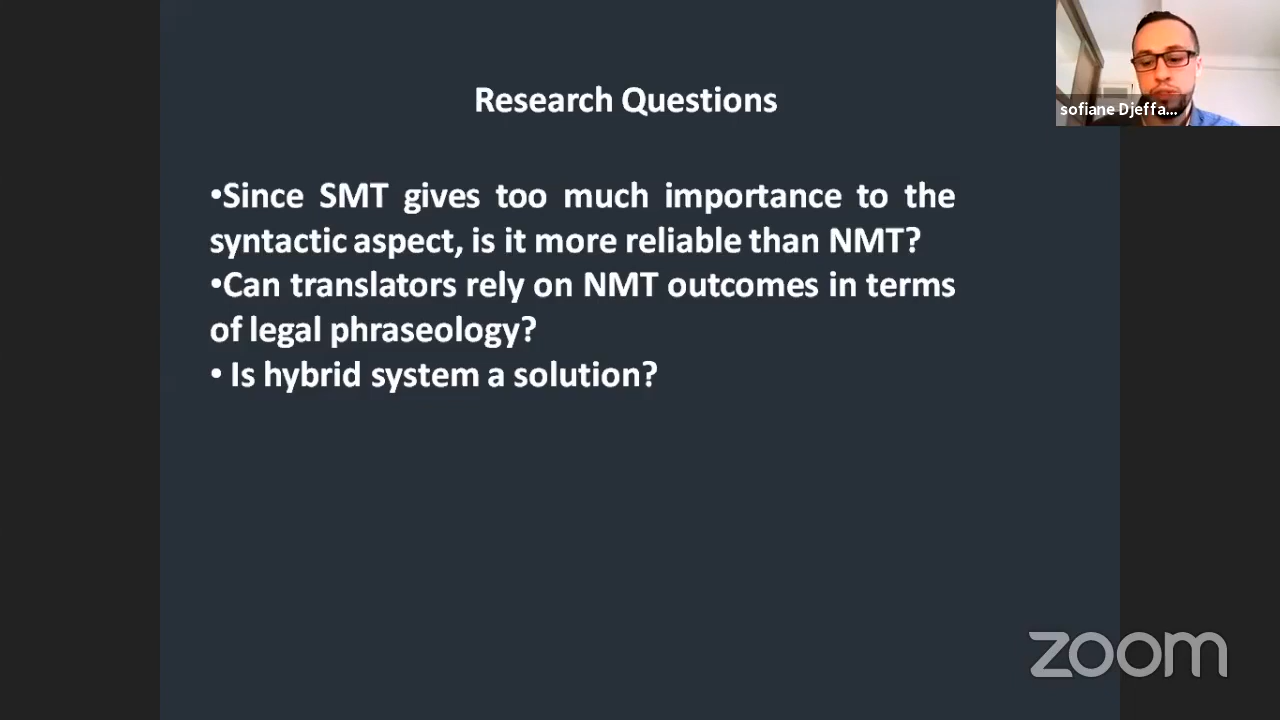 Research Questions
•Since SMT gives too much importance to the
syntactic aspect, is it more reliable than NMT?
•Can translators rely on NMT outcomes in terms
of legal phraseology?
• Is hybrid system a solution?
sofiane Djeffa...
zoom